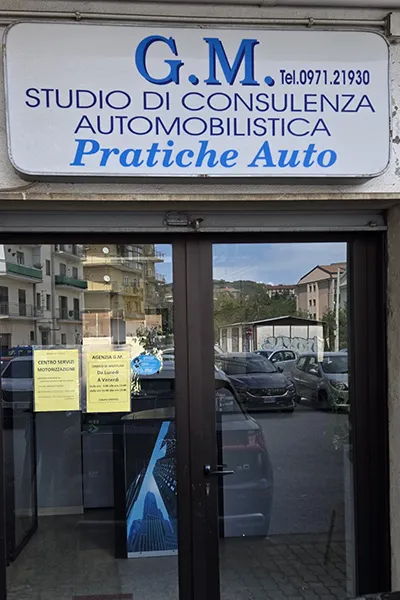 G.M. Tel.0971.21930
STUDIO DI CONSULENZA
AUTOMOBILISTICA
Pratiche Auto
CENTRO SERVIZI
MOTORIZZAZIONE
AGENZIA G.M.
Da Lunedì
A Venerdì